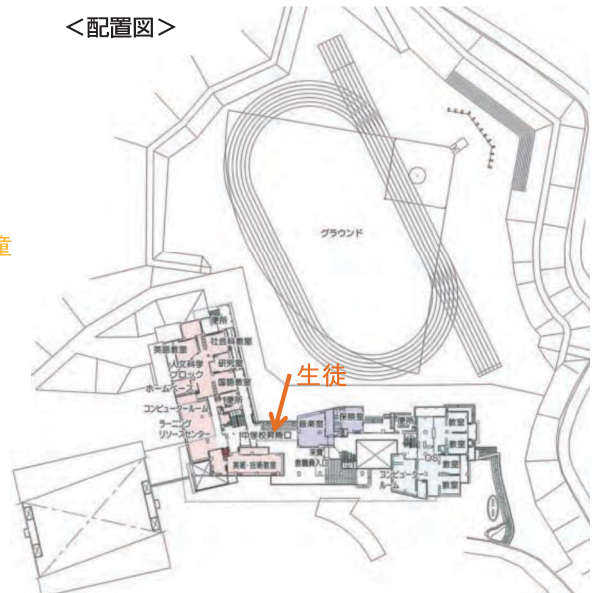 ＜配置図＞
童
グラウンド
便所
社会科教室
英語教室
人文科学
ブロック
研究室
国語教室
ホームベース
便所
生徒
コンピュータールーム
ラーニング
リソースセンター
中学校昇降口
音楽室
保健室
便所
教室
教室
美術・技術教室
教職員入口
コンピューター
ルーム
OS
教室
教室